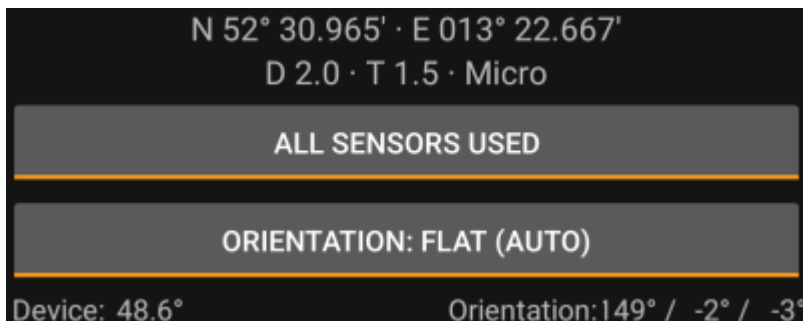 N 52° 30.965' · E 013° 22.667'
D 2.0 · T 1.5 · Micro
ALL SENSORS USED
ORIENTATION: FLAT (AUTO)
Device: 48.6° Orientation:149° / -2° / -3°